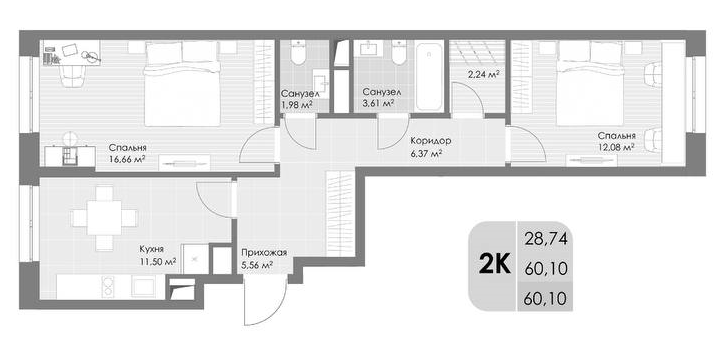 Спальня
16,66 м²
Санузел
1,98 м²
Санузел
3,61 м²
2,24 м²
Коридор
6,37 м²
Спальня
12,08 м²
Кухня
11,50 м²
Прихожая
5,56 м²
2К
28,74
60,10
60,10